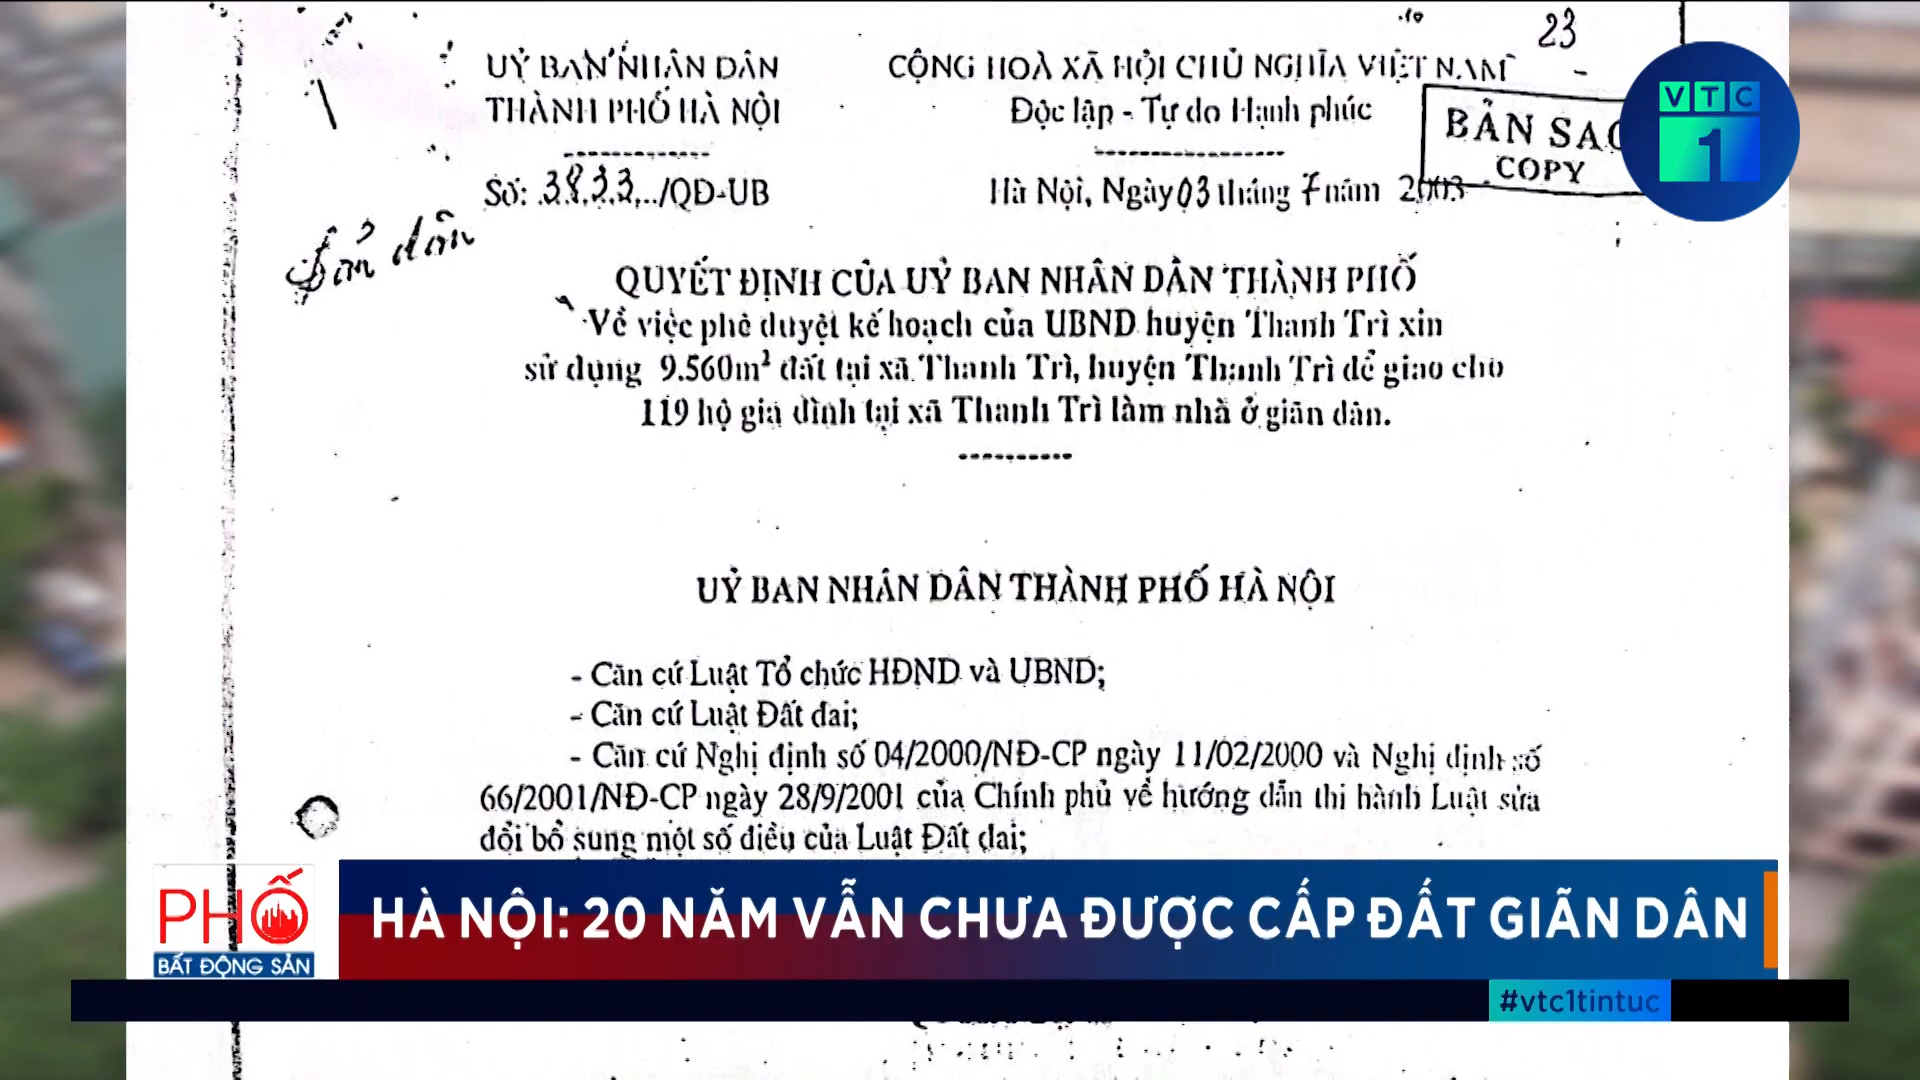 23
UỶ BAN NHÂN DÂN
THÀNH PHỐ HÀ NỘI
CỘNG HOÀ XÃ HỘI CHỦ NGHĨA VIỆT NAM
Độc lập - Tự do Hạnh phúc
BẢN SAO
COPY
VTC
1
Số: 3833../QĐ-UB
Hà Nội, Ngày 03 tháng 7 năm 2003
dân
QUYẾT ĐỊNH CỦA UỶ BAN NHÂN DÂN THÀNH PHỐ
Về việc phê duyệt kế hoạch của UBND huyện Thanh Trì xin
sử dụng 9.560m² đất tại xã Thanh Trì, huyện Thanh Trì để giao cho
119 hộ gia đình tại xã Thanh Trì làm nhà ở giãn dân.
UỶ BAN NHÂN DÂN THÀNH PHỐ HÀ NỘI
- Căn cứ Luật Tổ chức HĐND và UBND;
- Căn cứ Luật Đất đai;
- Căn cứ Nghị định số 04/2000/NĐ-CP ngày 11/02/2000 và Nghị định số
66/2001/NĐ-CP ngày 28/9/2001 của Chính phủ về hướng dẫn thi hành Luật sửa
đổi bổ sung một số điều của Luật Đất đai;
PHỐ
BẤT ĐỘNG SẢN
HÀ NỘI: 20 NĂM VẪN CHƯA ĐƯỢC CẤP ĐẤT GIÃN DÂN
#vtc1tintuc